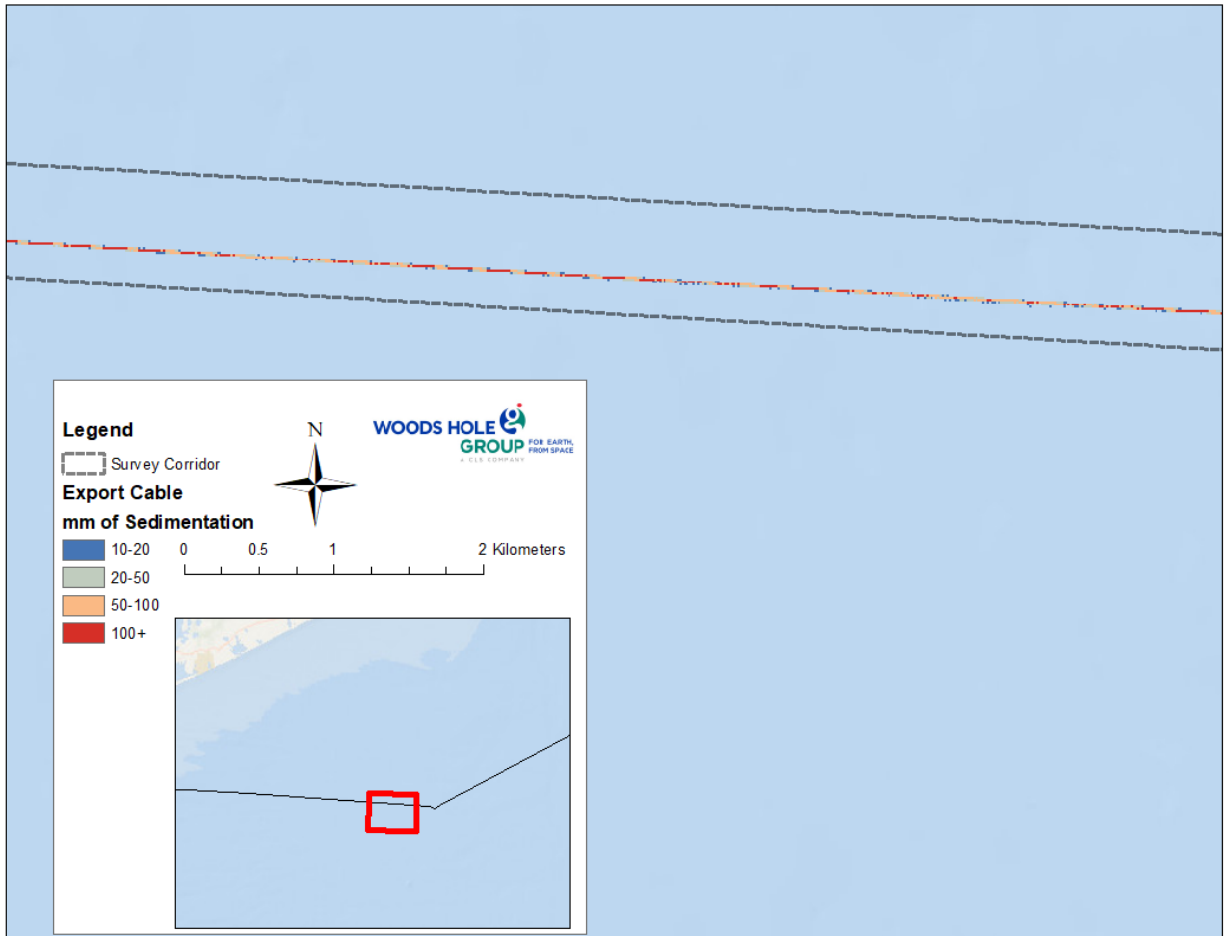 Legend
N
WOODS HOLE
GROUP
FOR EARTH,
FROM SPACE
A CLS COMPANY
Survey Corridor
Export Cable
mm of Sedimentation
10-20
20-50
50-100
100+
0 0.5 1 2 Kilometers